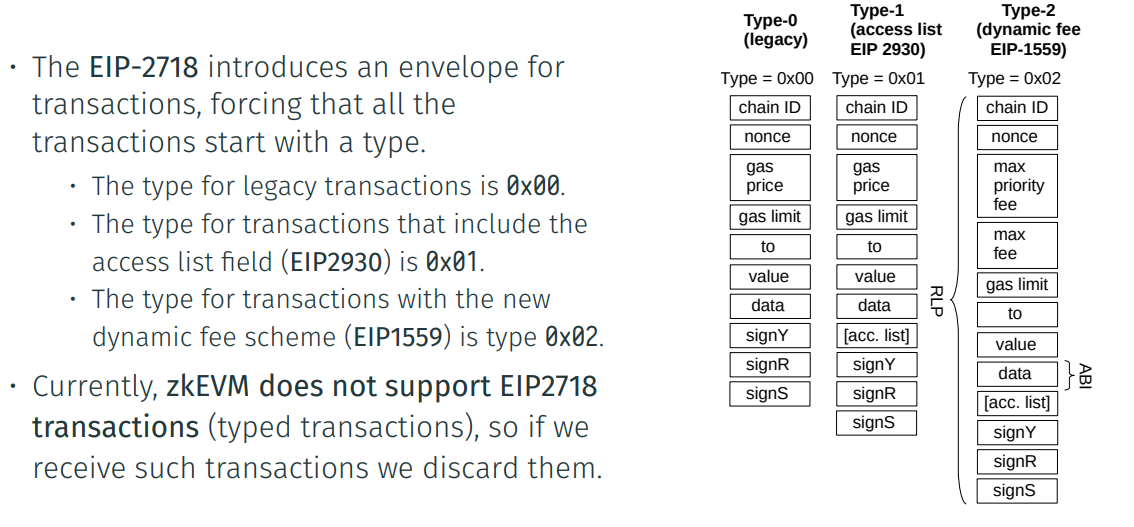 • The EIP-2718 introduces an envelope for
transactions, forcing that all the
transactions start with a type.
• The type for legacy transactions is 0x00.
• The type for transactions that include the
access list field (EIP2930) is 0x01.
• The type for transactions with the new
dynamic fee scheme (EIP1559) is type 0x02.
• Currently, zkEVM does not support EIP2718
transactions (typed transactions), so if we
receive such transactions we discard them.
Type-0
(legacy)
Type = 0x00
chain ID
nonce
gas
price
gas limit
to
value
data
signY
signR
signS
Type-1
(access list
EIP 2930)
Type = 0x01
chain ID
nonce
gas
price
gas limit
to
value
data
[acc. list]
signY
signR
signS
Type-2
(dynamic fee
EIP-1559)
Type = 0x02
RLP
chain ID
nonce
max
priority
fee
max
fee
gas limit
to
value
data
ABI
[acc. list]
signY
signR
signS